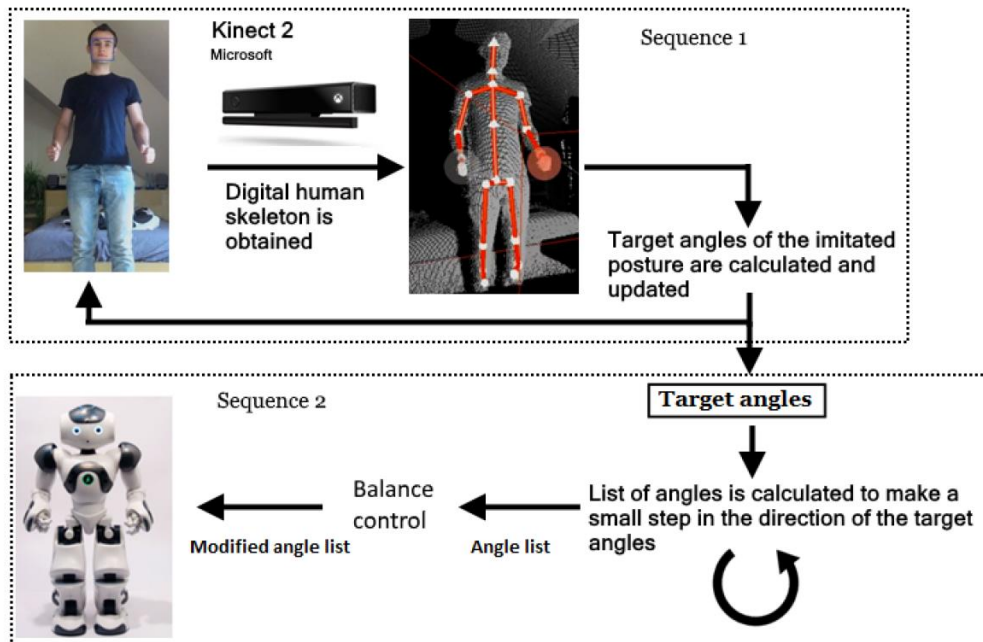 Kinect 2
Microsoft
Sequence 1
Digital human
skeleton is
obtained
Target angles of the imitated
posture are calculated and
updated
Sequence 2
Target angles
List of angles is calculated to make a
small step in the direction of the target
angles
Angle list
Balance
control
Modified angle list